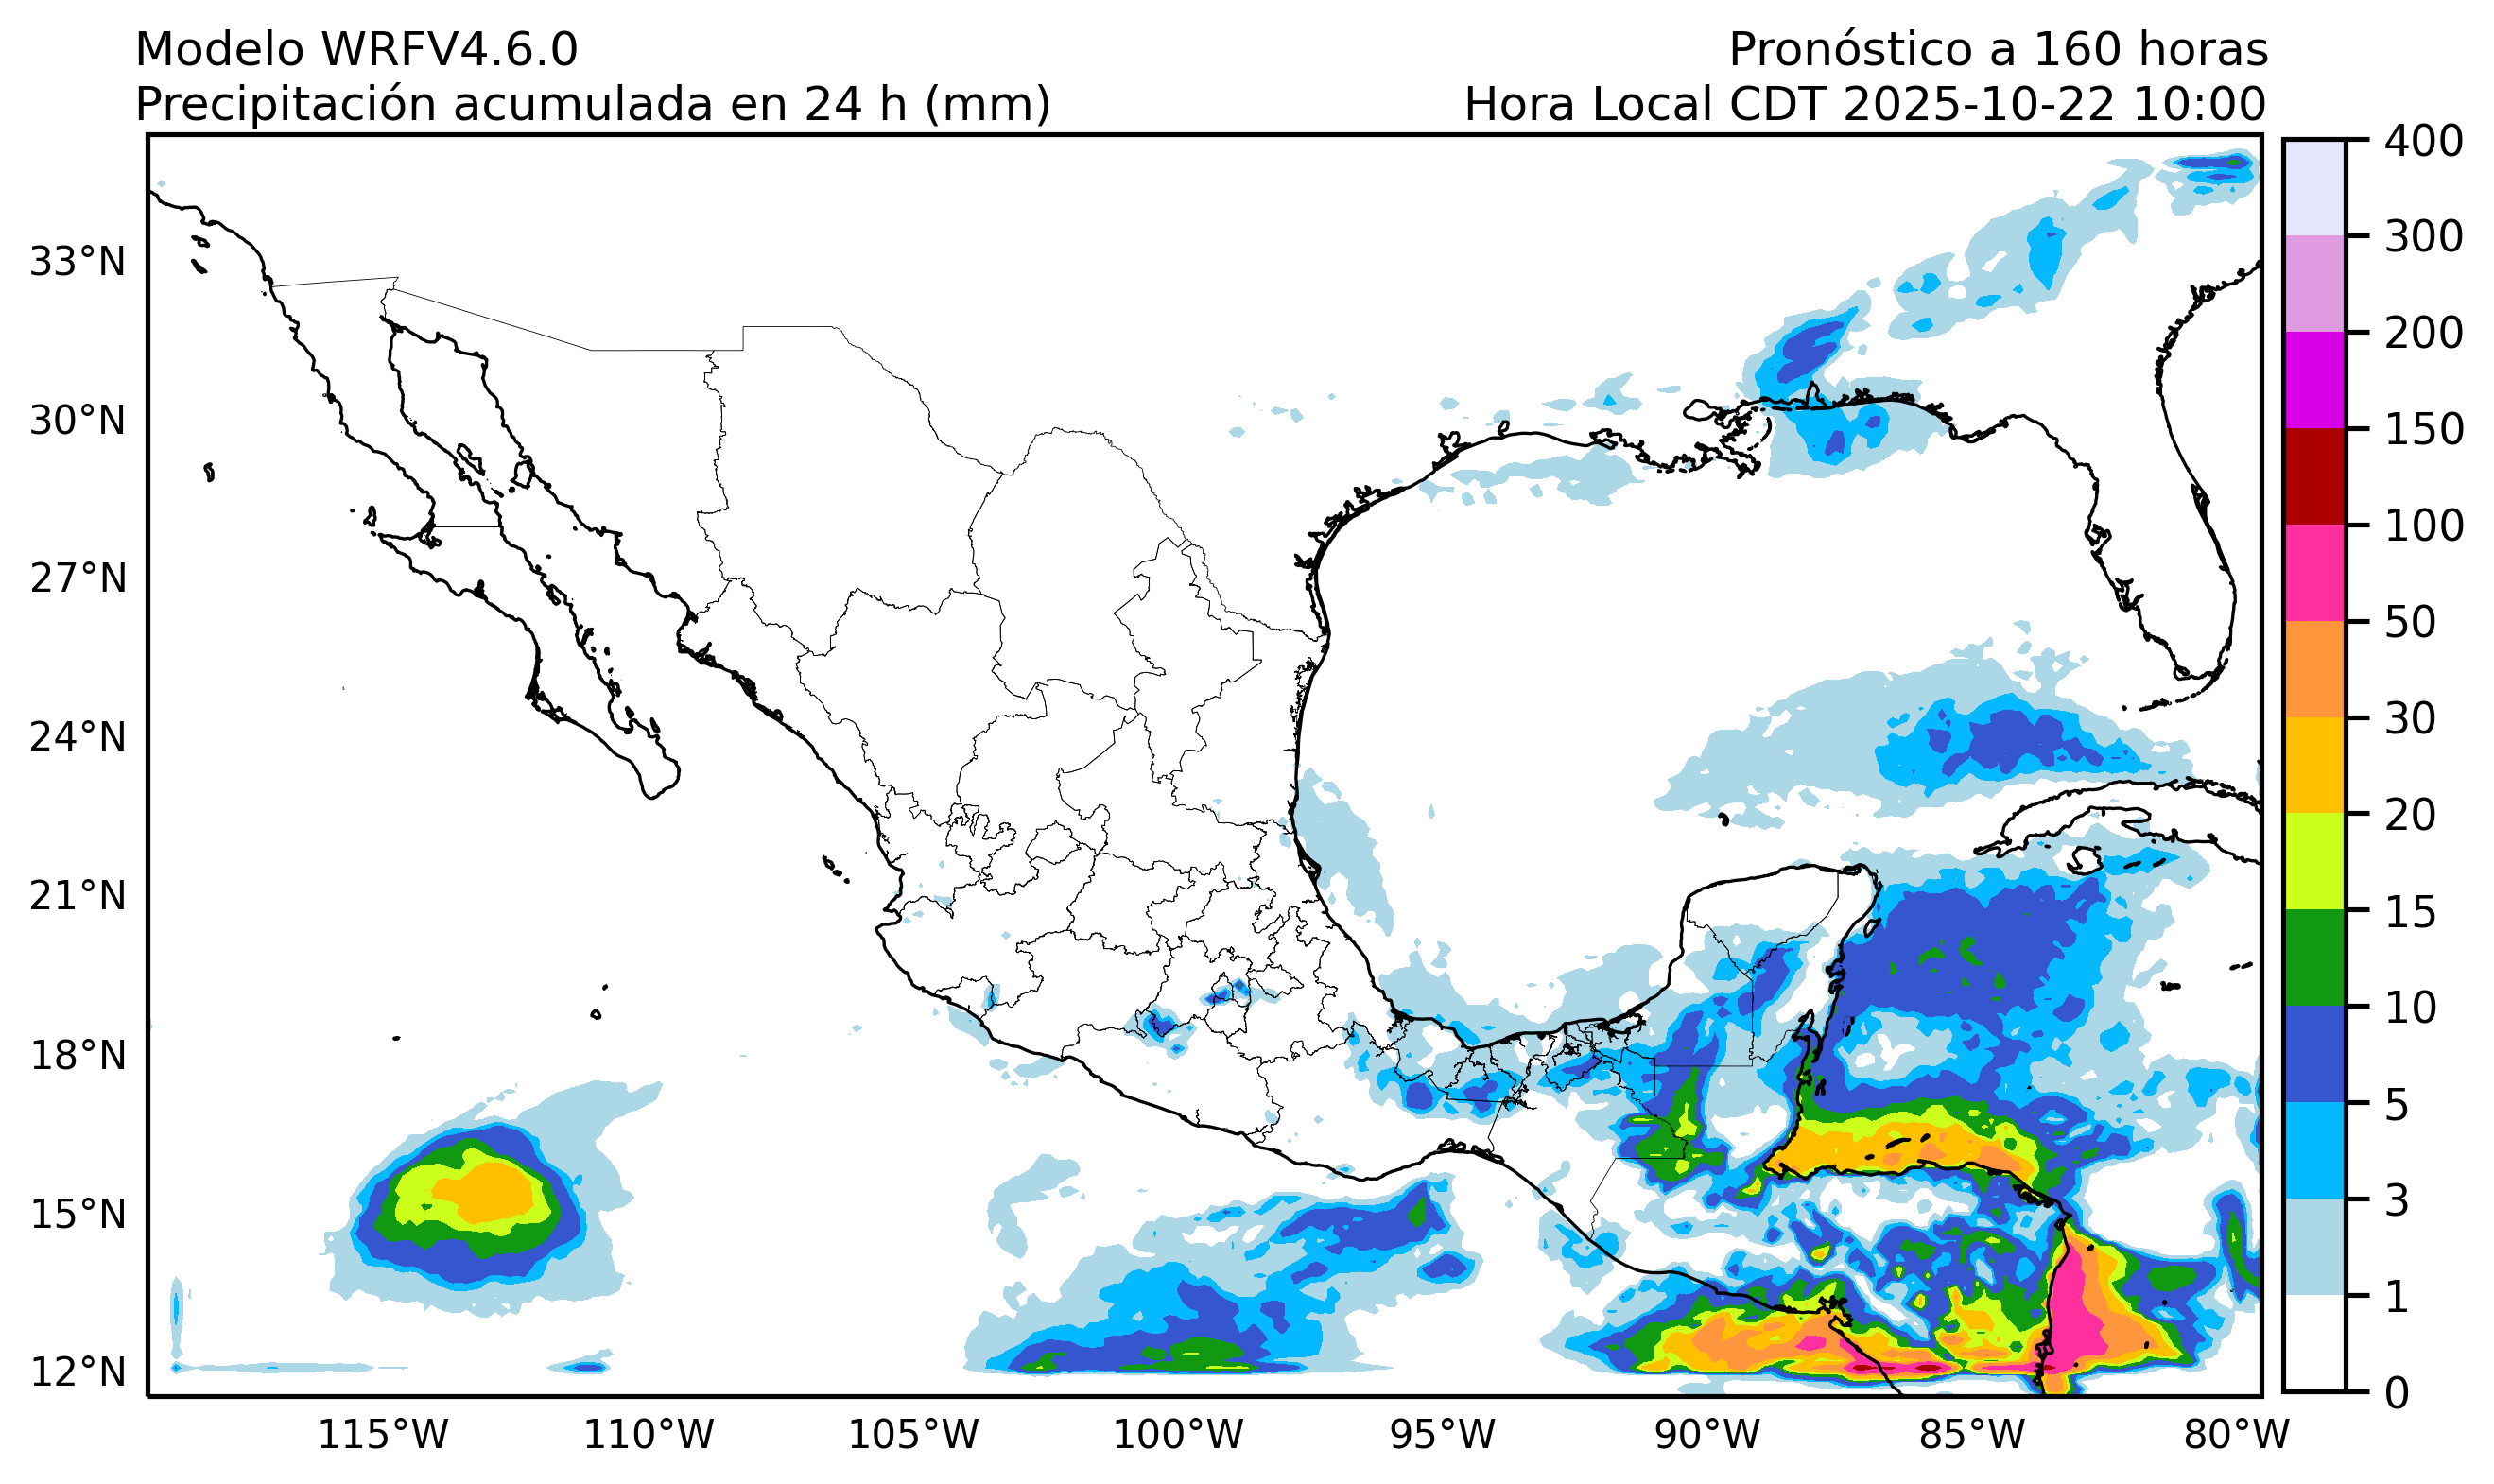 Modelo WRFV4.6.0
Pronóstico a 160 horas
Precipitación acumulada en 24 h (mm)
Hora Local CDT 2025-10-22 10:00
33°N
30°N
27°N
24°N
21°N
18°N
15°N
12°N
115°W
110°W
105°W
100°W
95°W
90°W
85°W
80°W
400
300
200
150
100
50
30
20
15
10
5
3
1
0